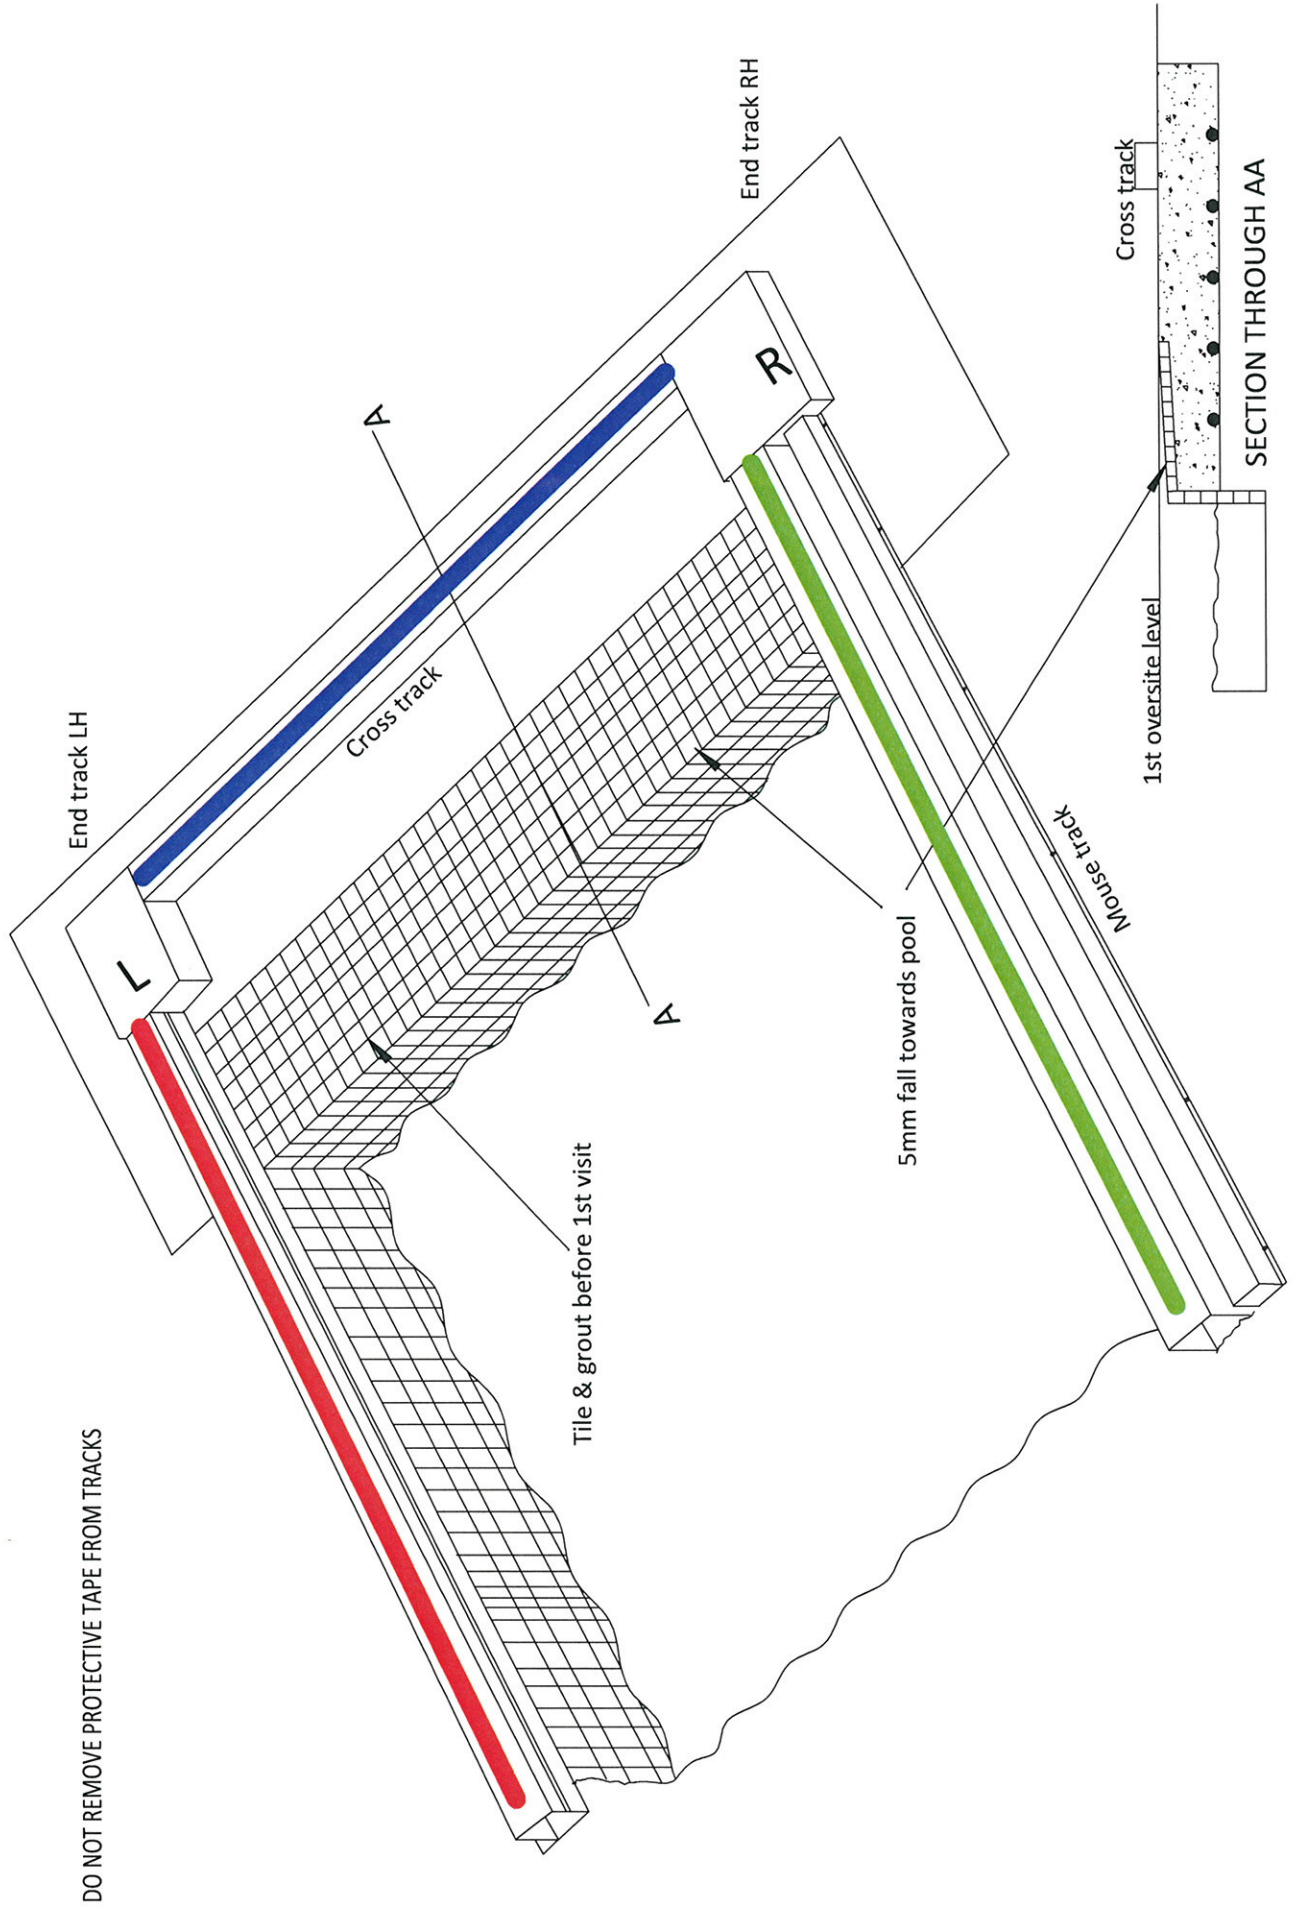 DO NOT REMOVE PROTECTIVE TAPE FROM TRACKS
End track LH
End track RH
L
R
A
A
Cross track
Tile & grout before 1st visit
5mm fall towards pool
Mouse track
1st oversite level
Cross track
SECTION THROUGH AA